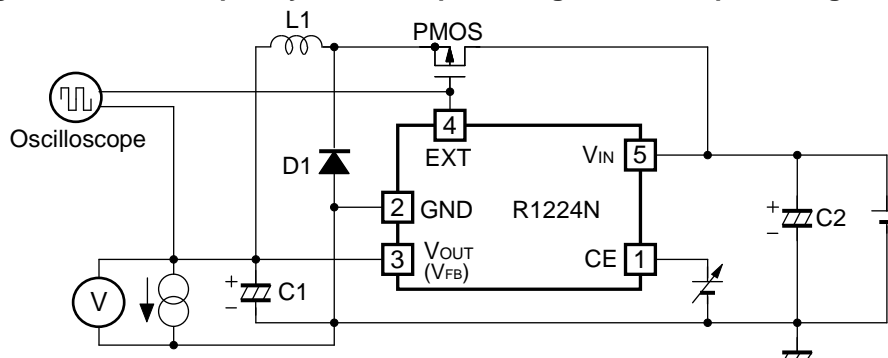 L1
PMOS
Oscilloscope
4
EXT
VIN
5
D1
2
GND
R1224N
+
−
C2
3
VOUT
(VFB)
CE
1
V
+
−
C1